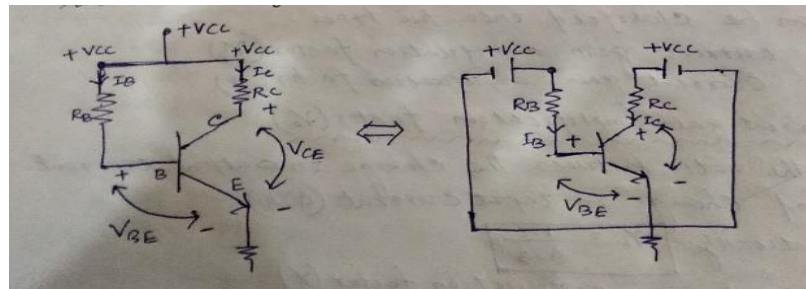 +VCC
+VCC
+VCC
IB
IC
RB
RC
+
C
VCE
+
B
E
-
VBE
-
+VCC
+VCC
RB
RC
IB
IC
+
+
-
VBE
-